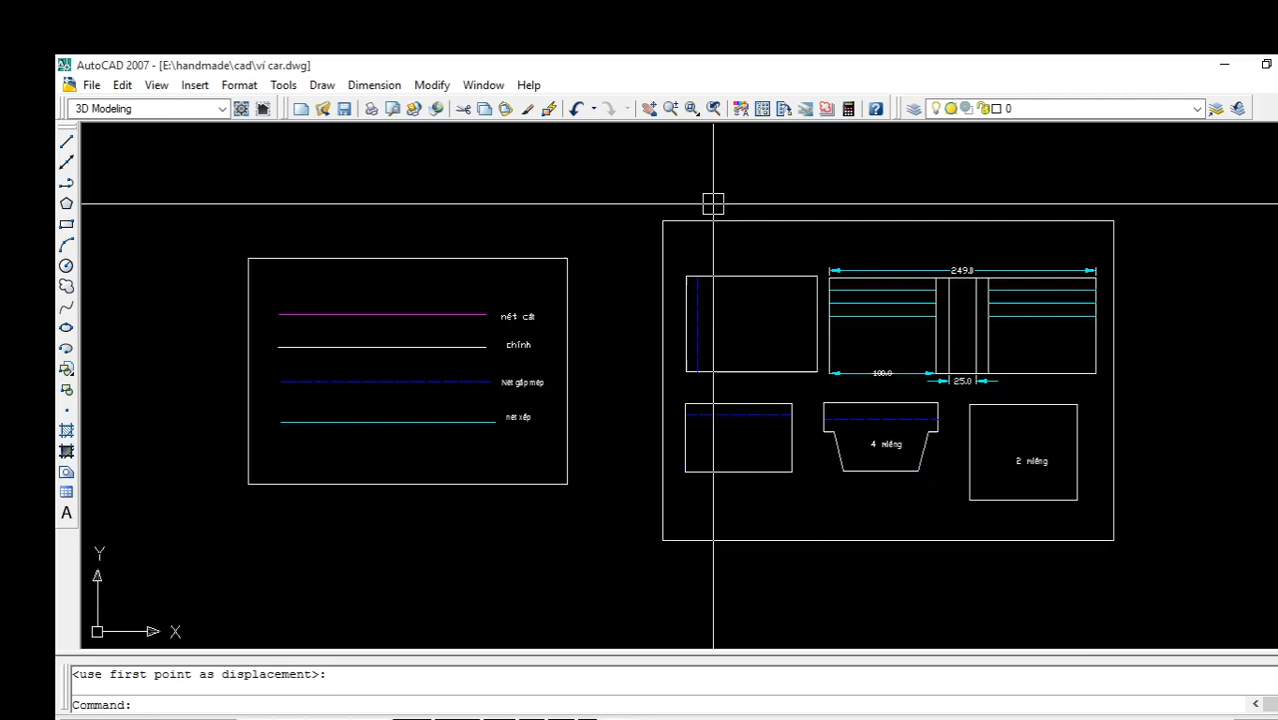 AutoCAD 2007 - [E:\handmade\cad\ví car.dwg]
File Edit View Insert Format Tools Draw Dimension Modify Window Help
3D Modeling
0
nét cắt
chính
Nét gấp mép
nét xếp
249.0
100.0
25.0
4 miếng
2 miếng
A
Y
X
<use first point as displacement>:
Command: